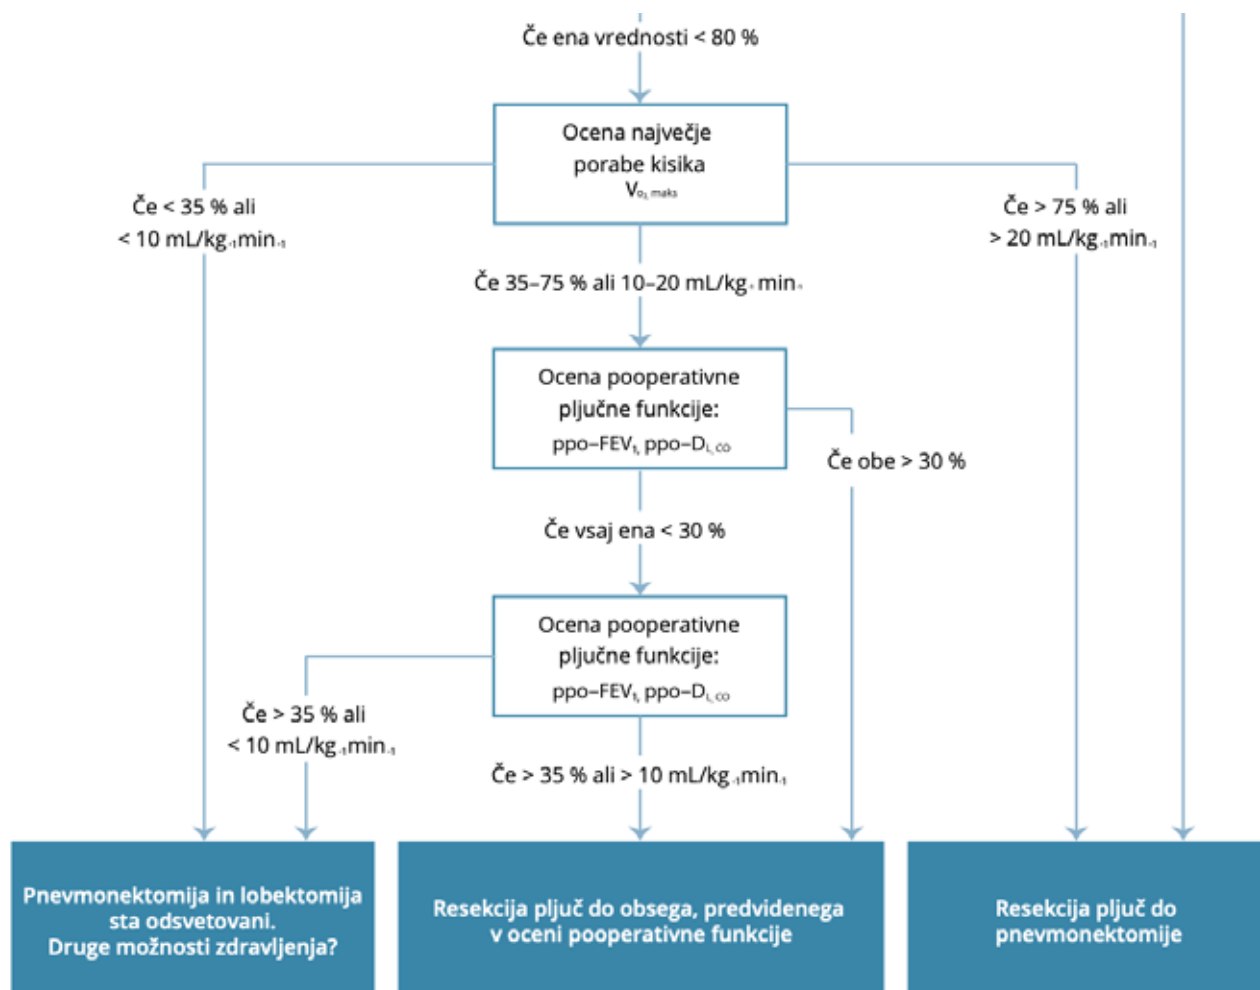 Če ena vrednosti < 80 %
Ocena največje
porabe kisika
V₀₂, maks
Če < 35 % ali
< 10 mL/kg-1min-1
Če > 75 % ali
> 20 mL/kg-1min-1
Če 35–75 % ali 10–20 mL/kg-1 min-1
Ocena pooperativne
pljučne funkcije:
ppo–FEV₁, ppo–D L, CO
Če obe > 30 %
Če vsaj ena < 30 %
Ocena pooperativne
pljučne funkcije:
ppo–FEV₁, ppo–D L, CO
Če > 35 % ali
< 10 mL/kg-1min-1
Če > 35 % ali > 10 mL/kg-1min-1
Pnevmonektomija in lobektomija
sta odsvetovani.
Druge možnosti zdravljenja?
Resekcija pljuč do obsega, predvidenega
v oceni pooperativne funkcije
Resekcija pljuč do
pnevmonektomije